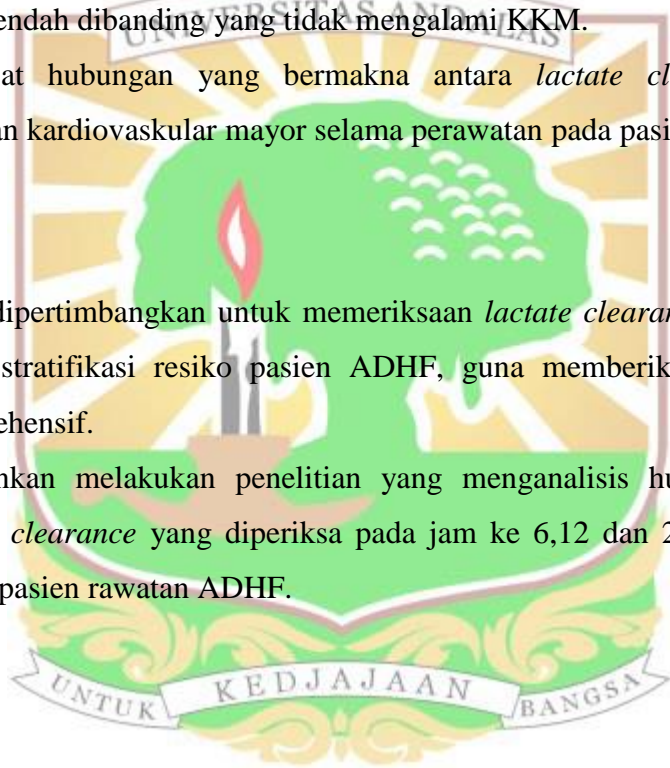 endah dibanding yang tidak mengalami KKM.
UNIVERSITAS ANDALAS
at hubungan yang bermakna antara lactate cl
an kardiovaskular mayor selama perawatan pada pasi
dipertimbangkan untuk memeriksaan lactate clearan
stratifikasi resiko pasien ADHF, guna memberik
ehensif.
nkan melakukan penelitian yang menganalisis hu
clearance yang diperiksa pada jam ke 6,12 dan 2
pasien rawatan ADHF.
UNTUK KEDJAJAAN BANGSA